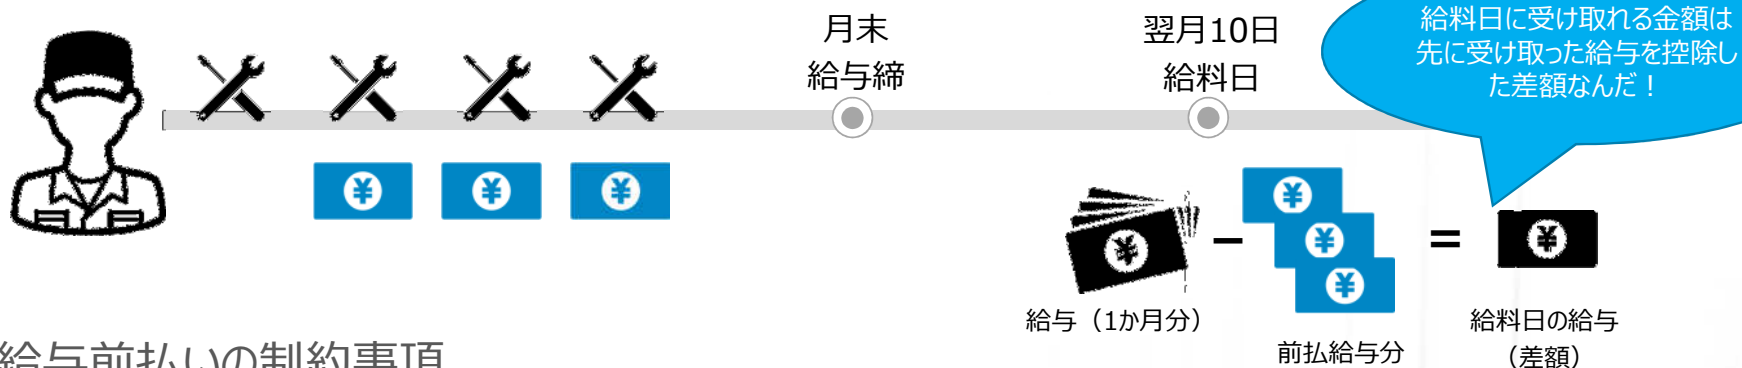 月末
給与締
翌月10日
給料日
給料日に受け取れる金額は
先に受け取った給与を控除し
た差額なんだ！
¥
¥
¥
¥
¥
¥
¥
¥
－
＝
給与（1か月分）
前払給与分
給料日の給与
（差額）
給与前払いの制約事項